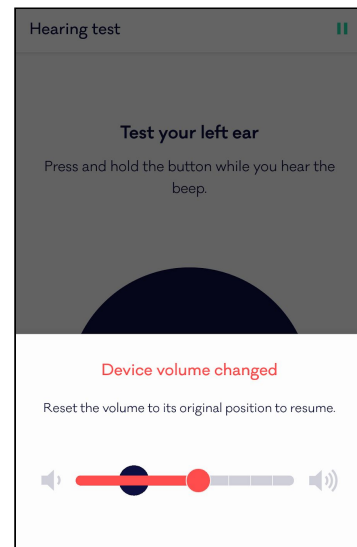 Hearing test
Test your left ear
Press and hold the button while you hear the
beep.
Device volume changed
Reset the volume to its original position to resume.